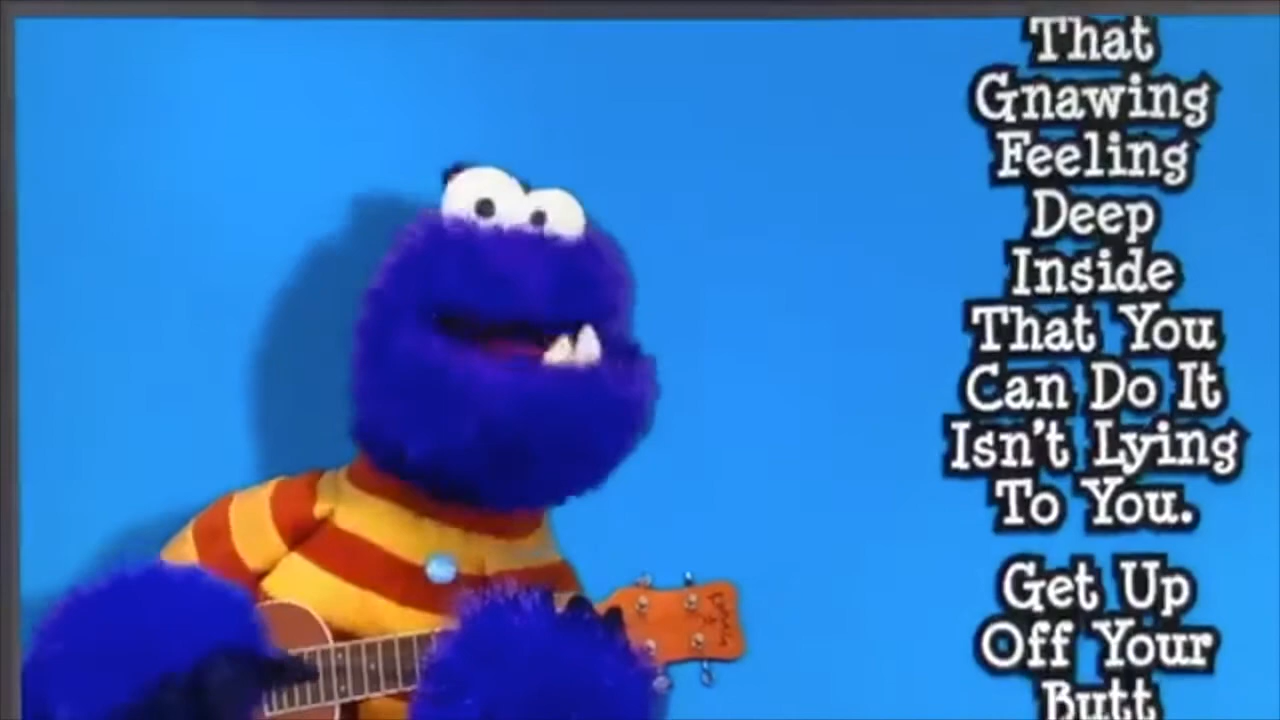 That
Gnawing
Feeling
Deep
Inside
That You
Can Do It
Isn't Lying
To You.
Get Up
Off Your
Butt